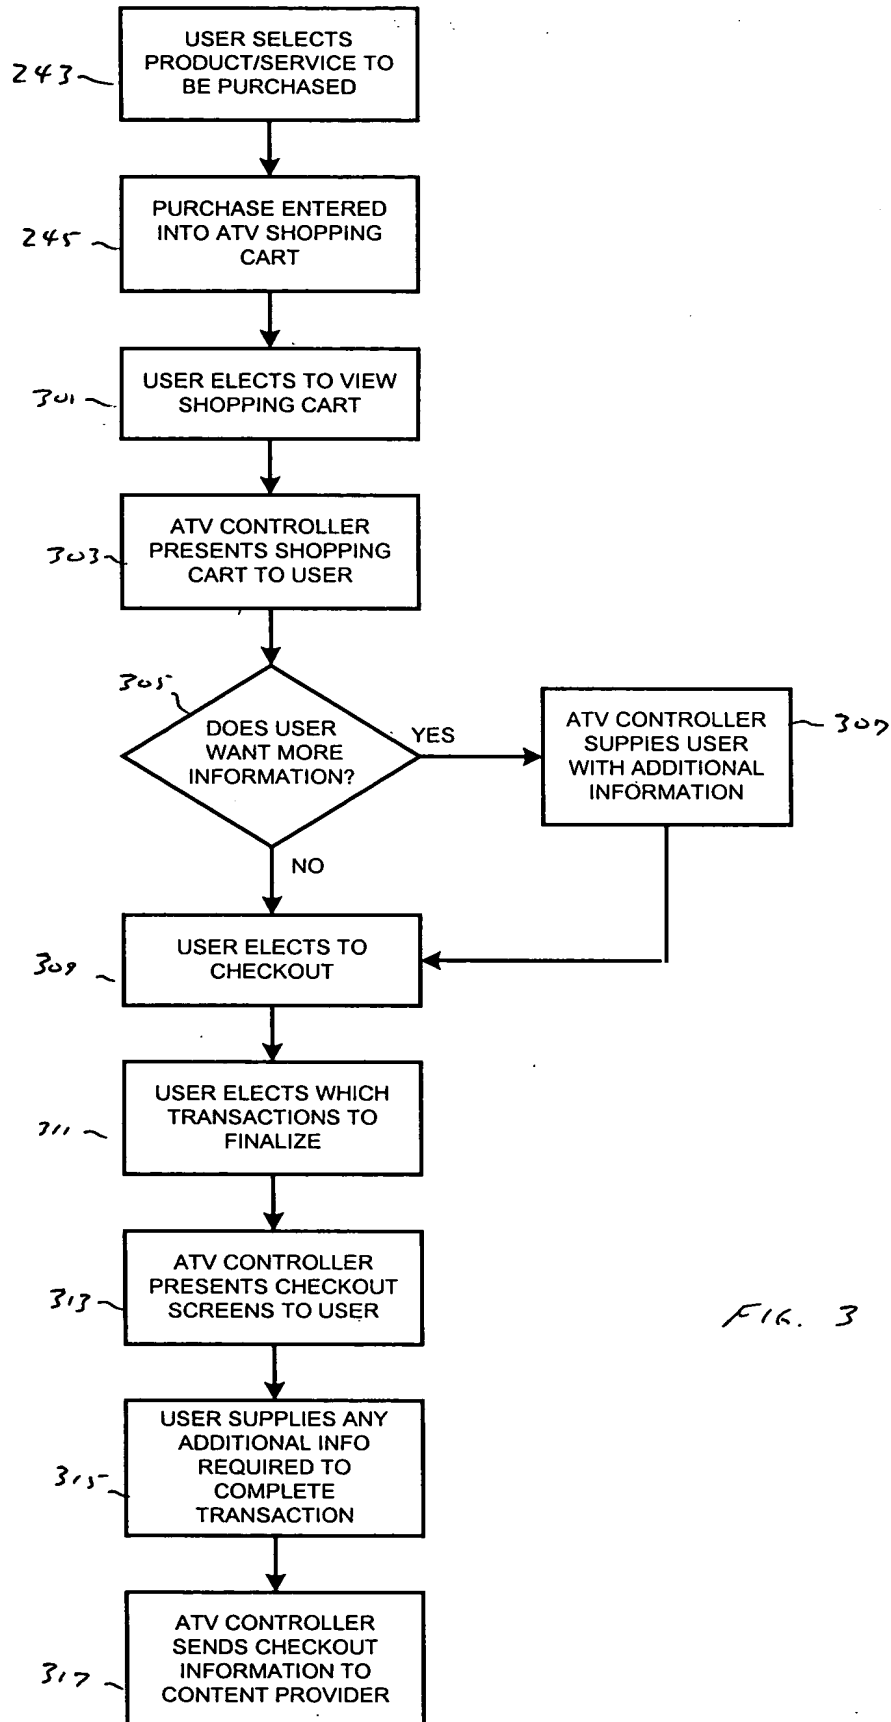 USER SELECTS
PRODUCT/SERVICE TO
BE PURCHASED
243
PURCHASE ENTERED
INTO ATV SHOPPING
CART
245
USER ELECTS TO VIEW
SHOPPING CART
301
ATV CONTROLLER
PRESENTS SHOPPING
CART TO USER
303
305
DOES USER
WANT MORE
INFORMATION?
YES
ATV CONTROLLER
SUPPIES USER
WITH ADDITIONAL
INFORMATION
307
NO
USER ELECTS TO
CHECKOUT
309
USER ELECTS WHICH
TRANSACTIONS TO
FINALIZE
311
ATV CONTROLLER
PRESENTS CHECKOUT
SCREENS TO USER
313
FIG. 3
USER SUPPLIES ANY
ADDITIONAL INFO
REQUIRED TO
COMPLETE
TRANSACTION
315
ATV CONTROLLER
SENDS CHECKOUT
INFORMATION TO
CONTENT PROVIDER
317